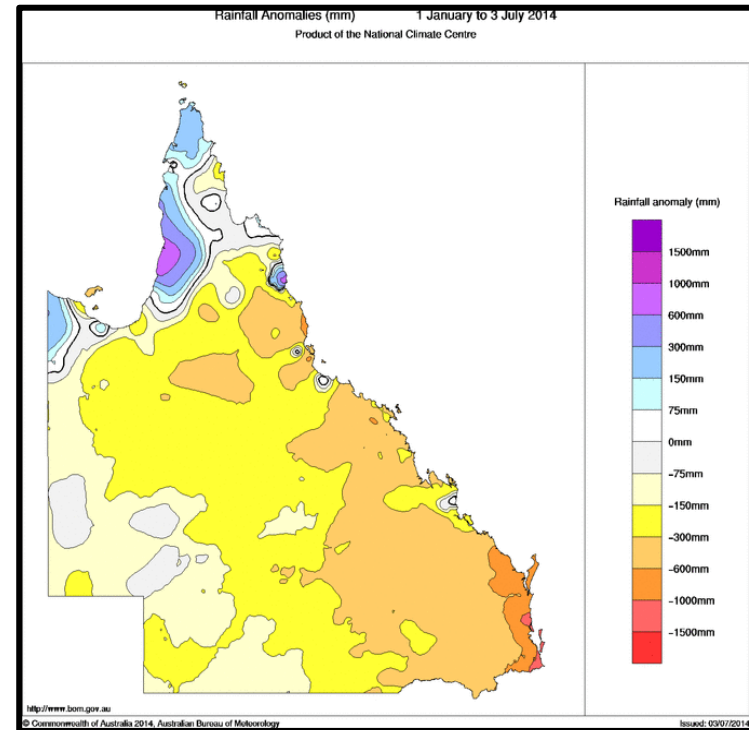 Rainfall Anomalies (mm) 1 January to 3 July 2014
Product of the National Climate Centre
Rainfall anomaly (mm)
1500mm
1000mm
600mm
300mm
150mm
75mm
0mm
-75mm
-150mm
-300mm
-600mm
-1000mm
-1500mm
http://www.bom.gov.au
© Commonwealth of Australia 2014, Australian Bureau of Meteorology Issued: 03/07/2014